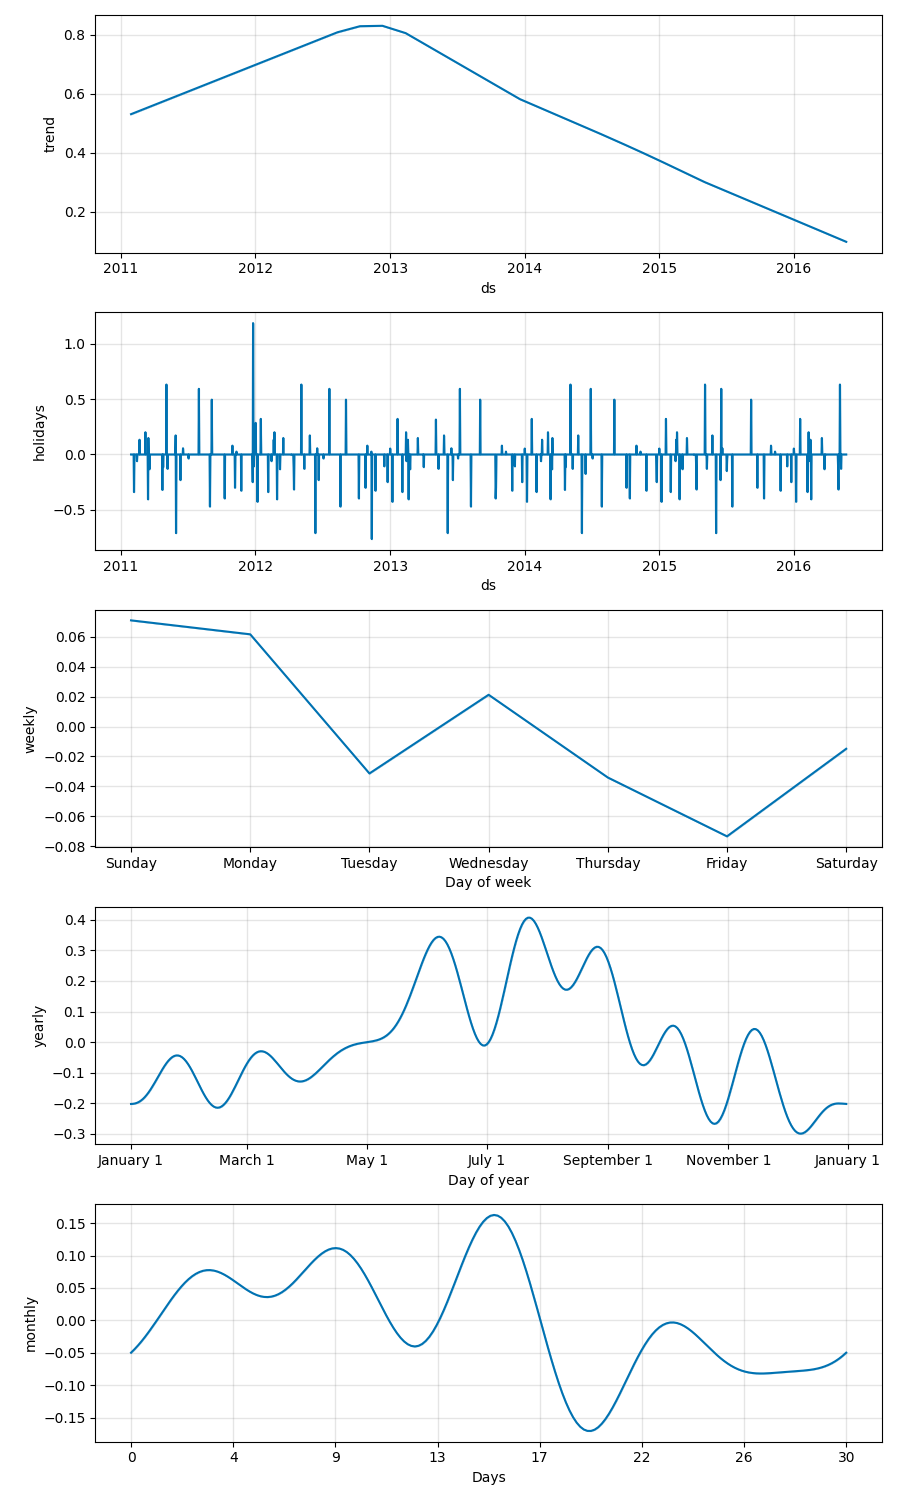 0.8
0.6
0.4
0.2
trend
2011 2012 2013 2014 2015 2016
ds
1.0
0.5
0.0
−0.5
holidays
2011 2012 2013 2014 2015 2016
ds
0.06
0.04
0.02
0.00
−0.02
−0.04
−0.06
−0.08
weekly
Sunday Monday Tuesday Wednesday Thursday Friday Saturday
Day of week
0.4
0.3
0.2
0.1
0.0
−0.1
−0.2
−0.3
yearly
January 1 March 1 May 1 July 1 September 1 November 1 January 1
Day of year
0.15
0.10
0.05
0.00
−0.05
−0.10
−0.15
monthly
0 4 9 13 17 22 26 30
Days